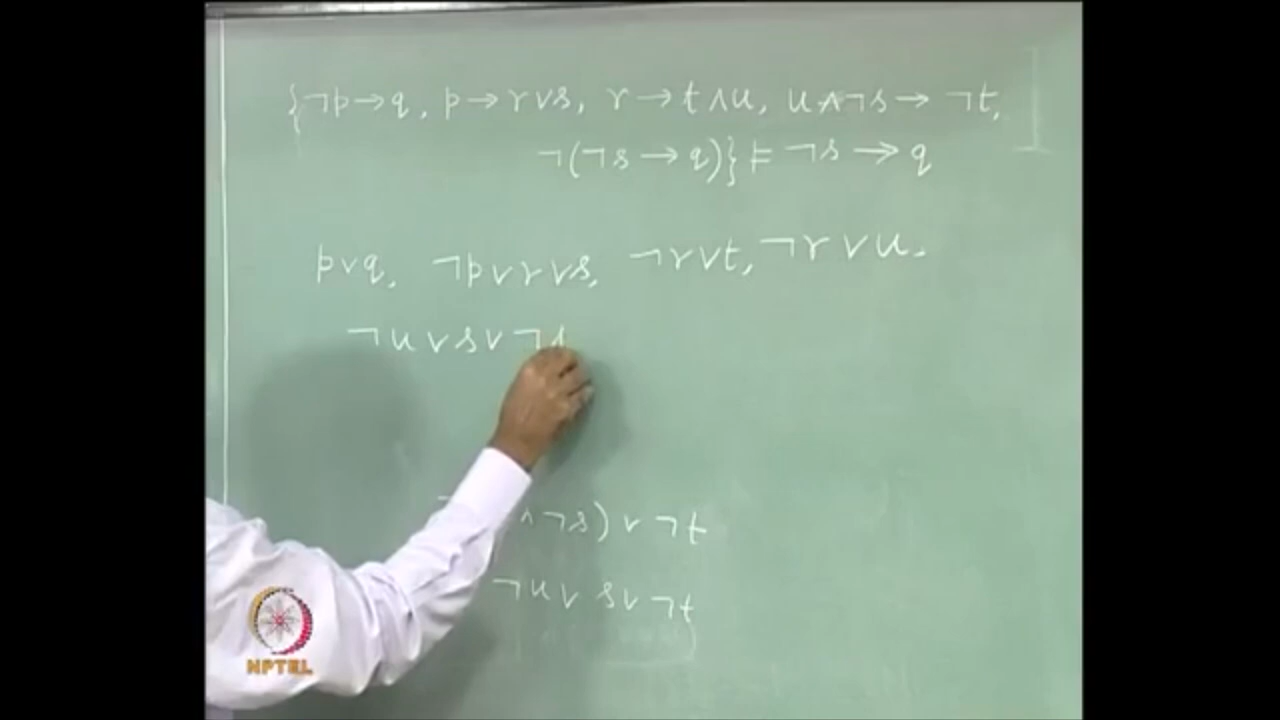 {¬p→q, p→r∨s, r→t∧u, u∧¬s→¬t,
¬(¬s→q)} ⊨ ¬s→q
p∨q, ¬p∨r∨s, ¬r∨t, ¬r∨u,
¬u∨s∨¬
∧¬s)∨¬t
¬u∨s∨¬t
NPTEL